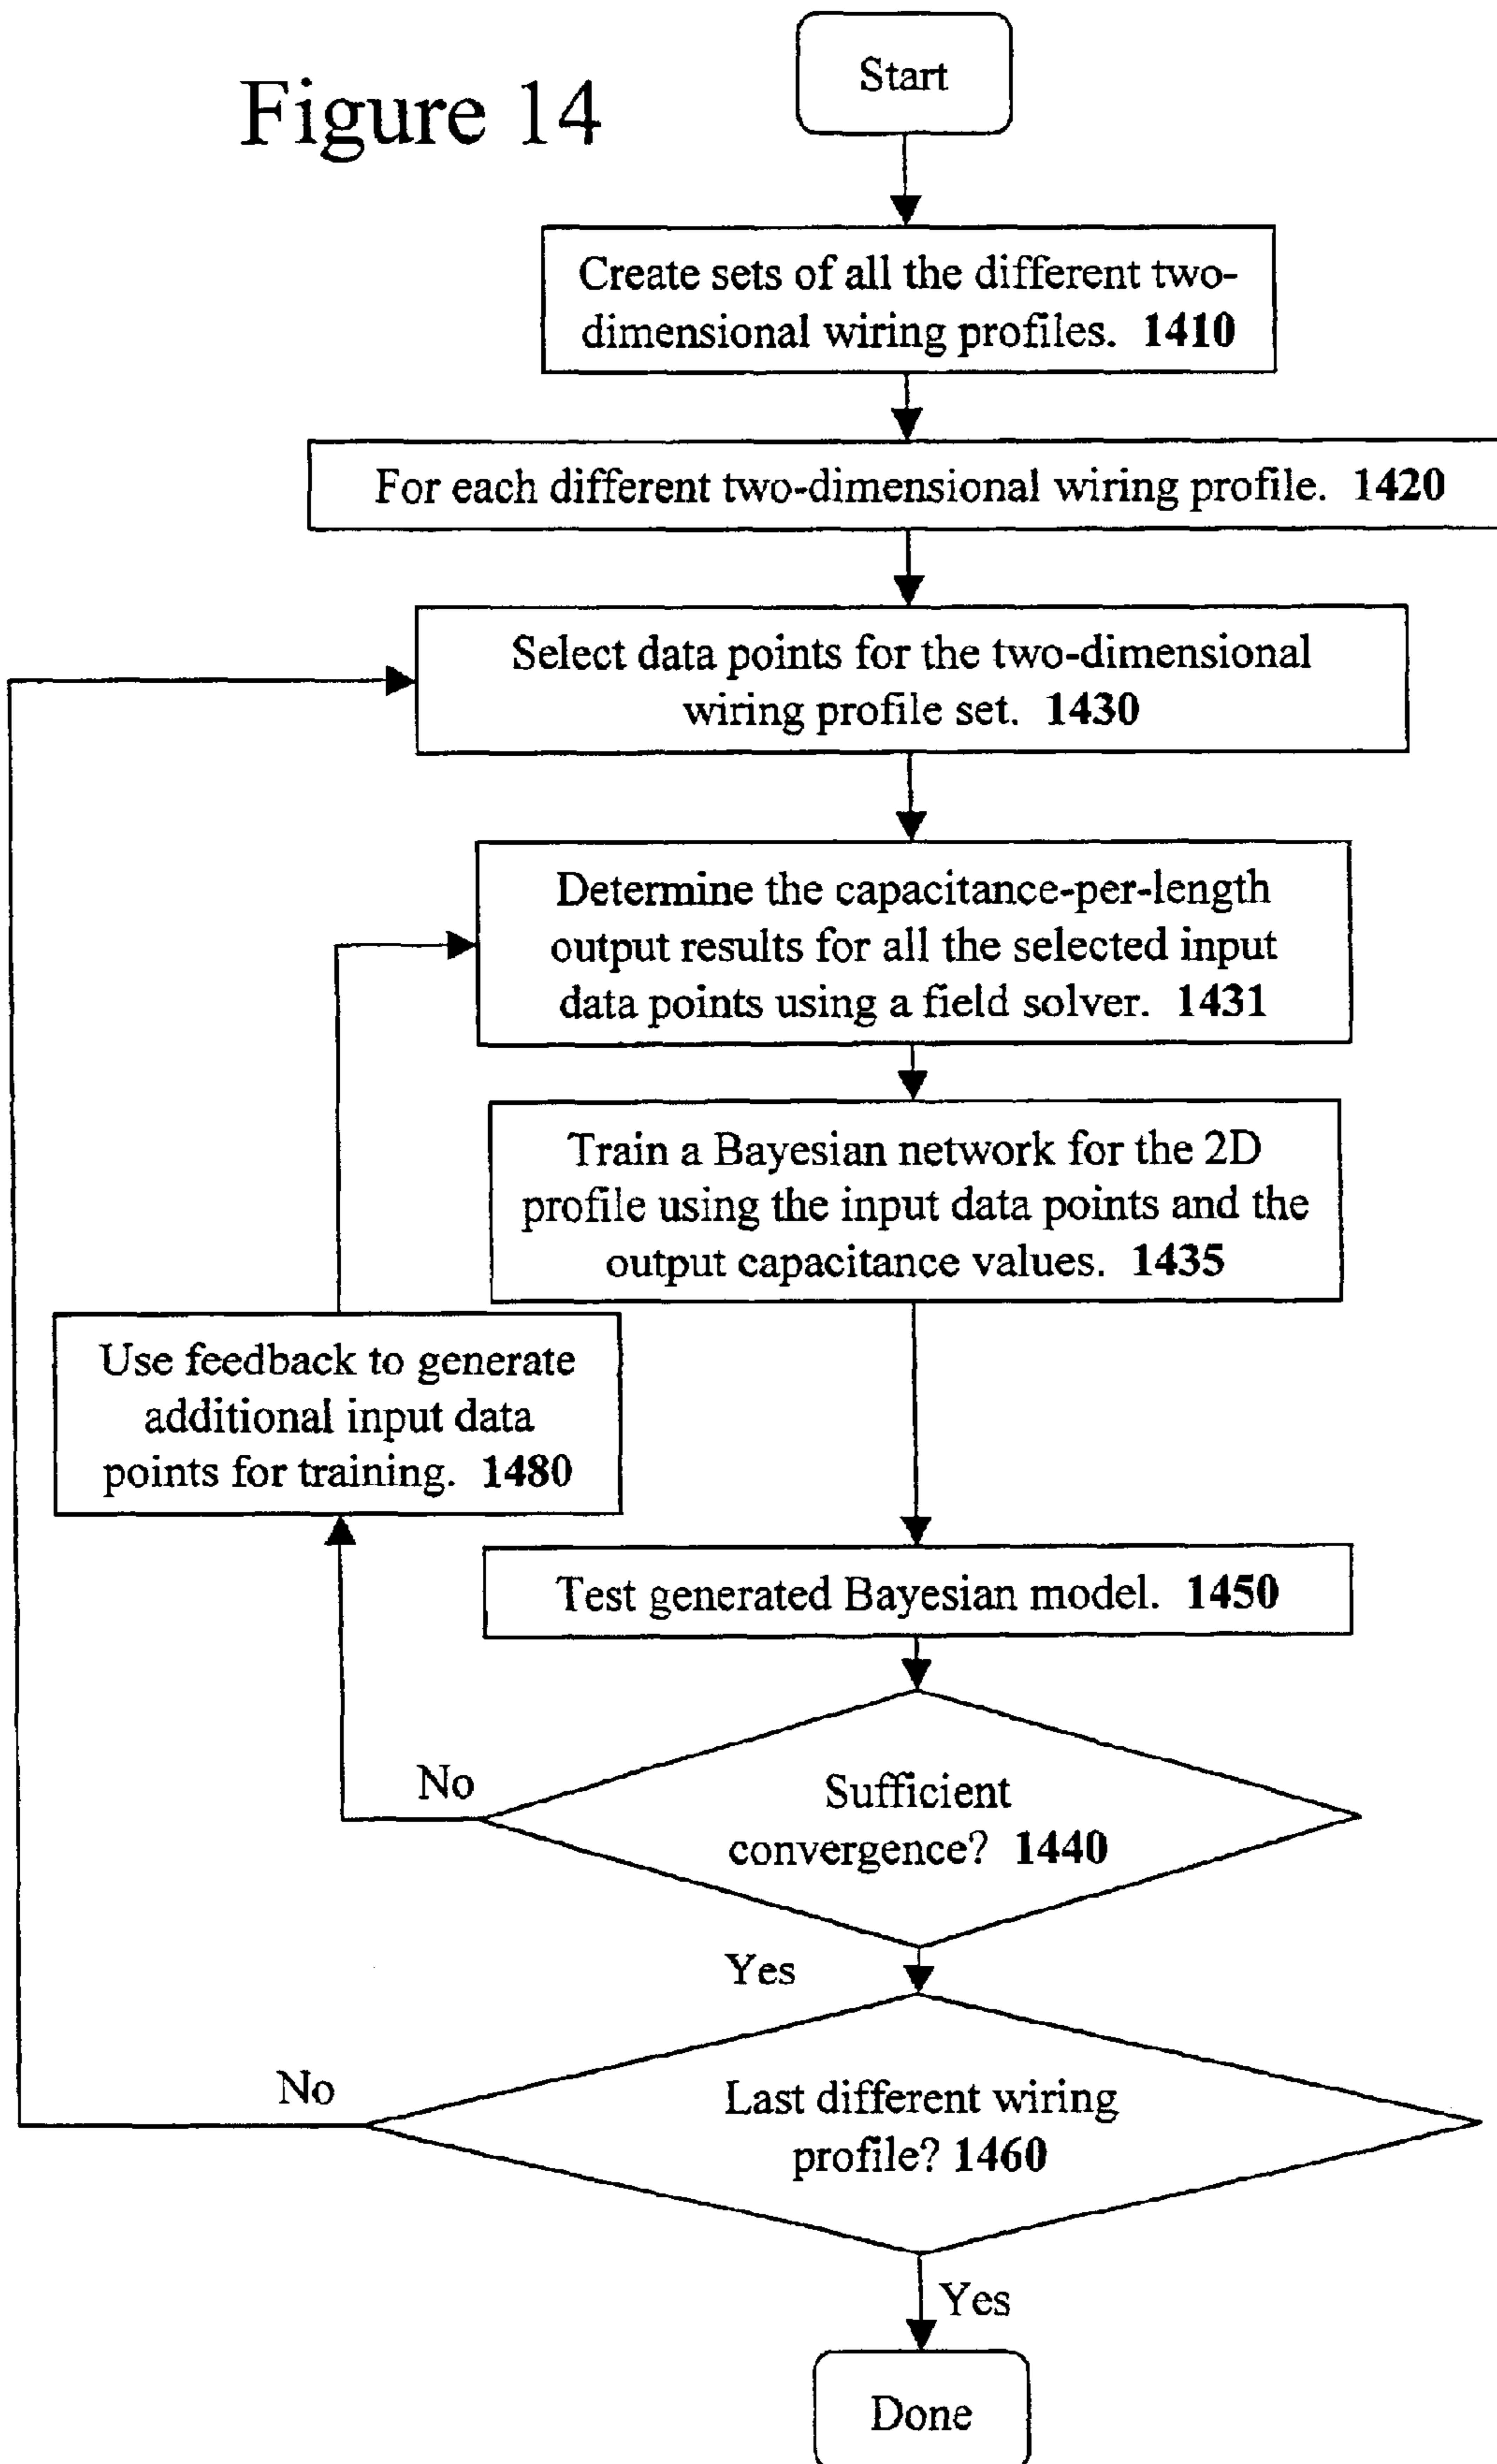 Figure 14
Start
Create sets of all the different two-
dimensional wiring profiles. 1410
For each different two-dimensional wiring profile. 1420
Select data points for the two-dimensional
wiring profile set. 1430
Determine the capacitance-per-length
output results for all the selected input
data points using a field solver. 1431
Train a Bayesian network for the 2D
profile using the input data points and the
output capacitance values. 1435
Use feedback to generate
additional input data
points for training. 1480
Test generated Bayesian model. 1450
No
Sufficient
convergence? 1440
Yes
No
Last different wiring
profile? 1460
Yes
Done